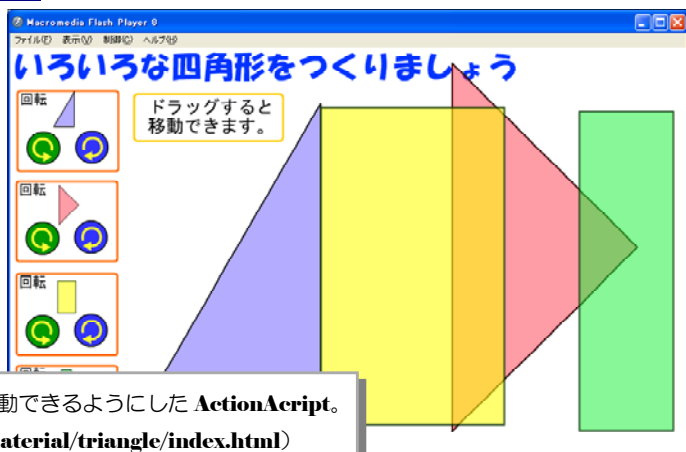 Macromedia Flash Player 8
ファイル(F) 表示(V) 制御(C) ヘルプ(H)
いろいろな四角形をつくりましょう
回転
ドラッグすると
移動できます。
回転
回転
動できるようにした ActionAcript。
aterial/triangle/index.html）